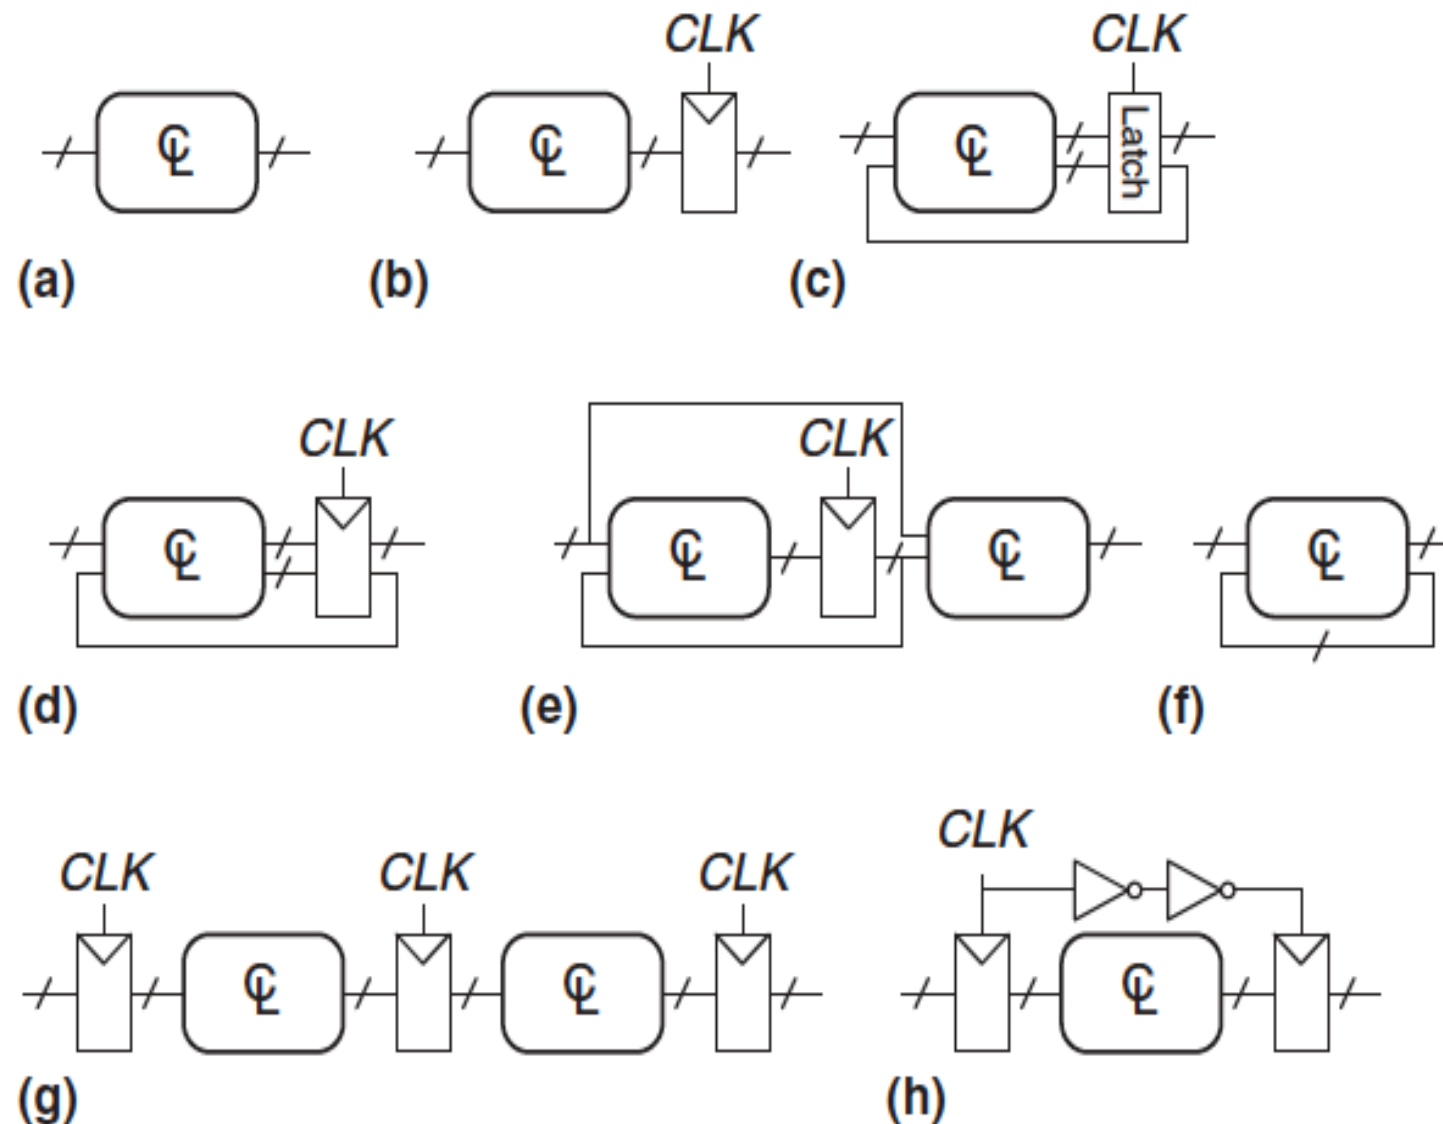 CLK CLK
CL CL CL Latch
(a) (b) (c)
CLK CLK
CL CL CL CL
(d) (e) (f)
CLK
CLK CLK CLK
CL CL CL
(g) (h)